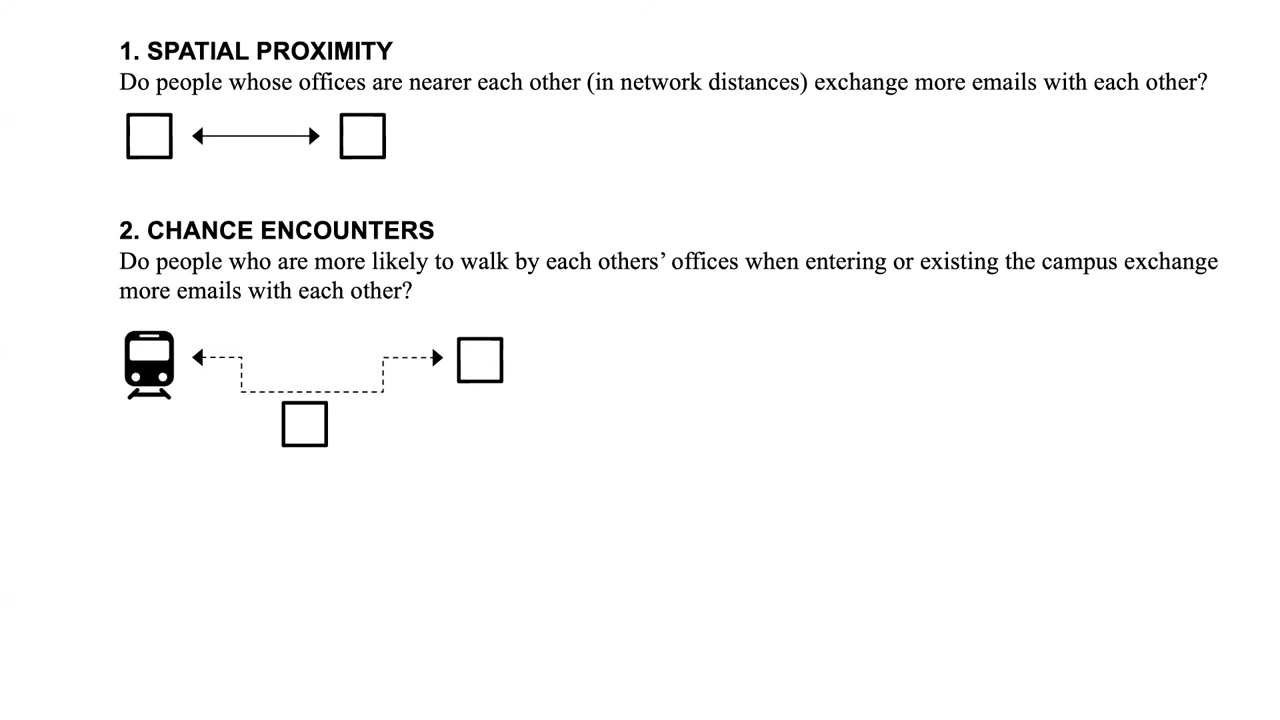 1. SPATIAL PROXIMITY
Do people whose offices are nearer each other (in network distances) exchange more emails with each other?
2. CHANCE ENCOUNTERS
Do people who are more likely to walk by each others’ offices when entering or existing the campus exchange
more emails with each other?